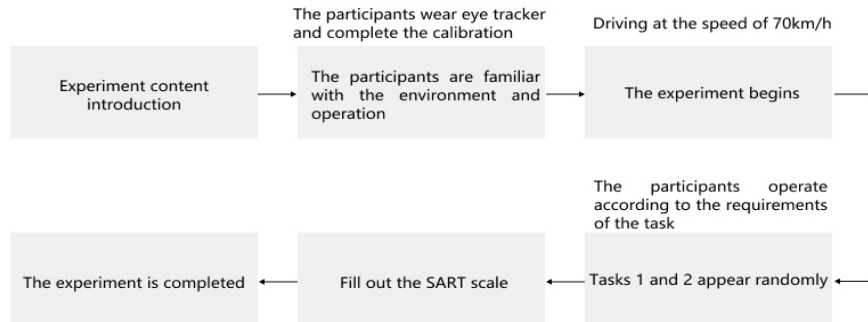 The participants wear eye tracker
and complete the calibration
Driving at the speed of 70km/h
Experiment content
introduction
The participants are familiar
with the environment and
operation
The experiment begins
The participants operate
according to the requirements
of the task
Tasks 1 and 2 appear randomly
Fill out the SART scale
The experiment is completed